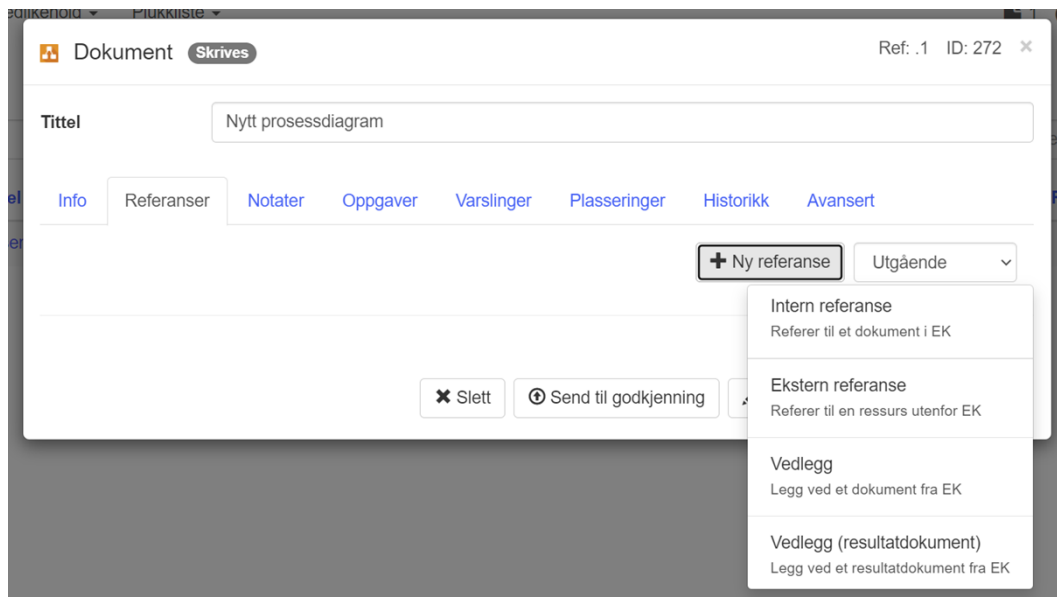 Plukkliste
Dokument Skrives Ref: .1 ID: 272 ×
Tittel Nytt prosessdiagram
Info Referanser Notater Oppgaver Varslinger Plasseringer Historikk Avansert
Ny referanse Utgående
Intern referanse
Referer til et dokument i EK
Ekstern referanse
Referer til en ressurs utenfor EK
Slett Send til godkjenning
Vedlegg
Legg ved et dokument fra EK
Vedlegg (resultatdokument)
Legg ved et resultatdokument fra EK